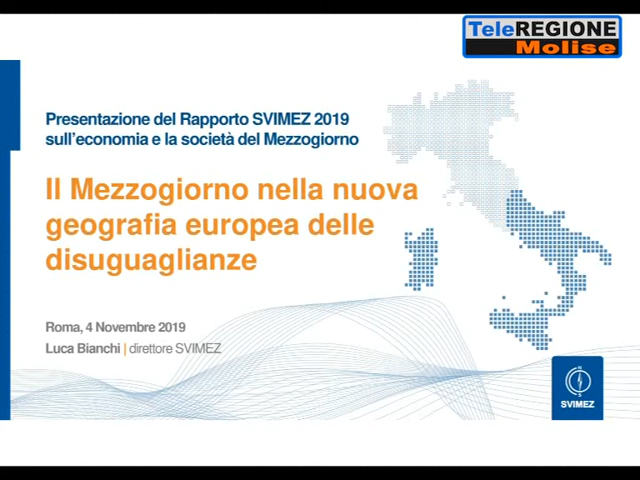 TeleREGIONE
Molise
Presentazione del Rapporto SVIMEZ 2019
sull'economia e la società del Mezzogiorno
Il Mezzogiorno nella nuova
geografia europea delle
disuguaglianze
Roma, 4 Novembre 2019
Luca Bianchi | direttore SVIMEZ
SVIMEZ